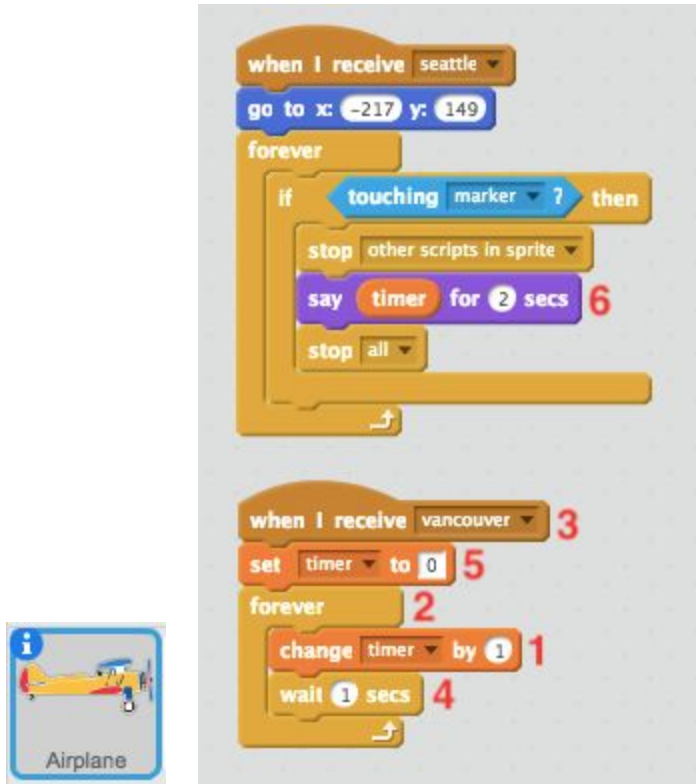 when I receive seattle
go to x: -217 y: 149
forever
if touching marker ? then
stop other scripts in sprite
say timer for 2 secs 6
stop all
when I receive vancouver 3
set timer to 0 5
forever 2
change timer by 1 1
wait 1 secs 4
i
Airplane